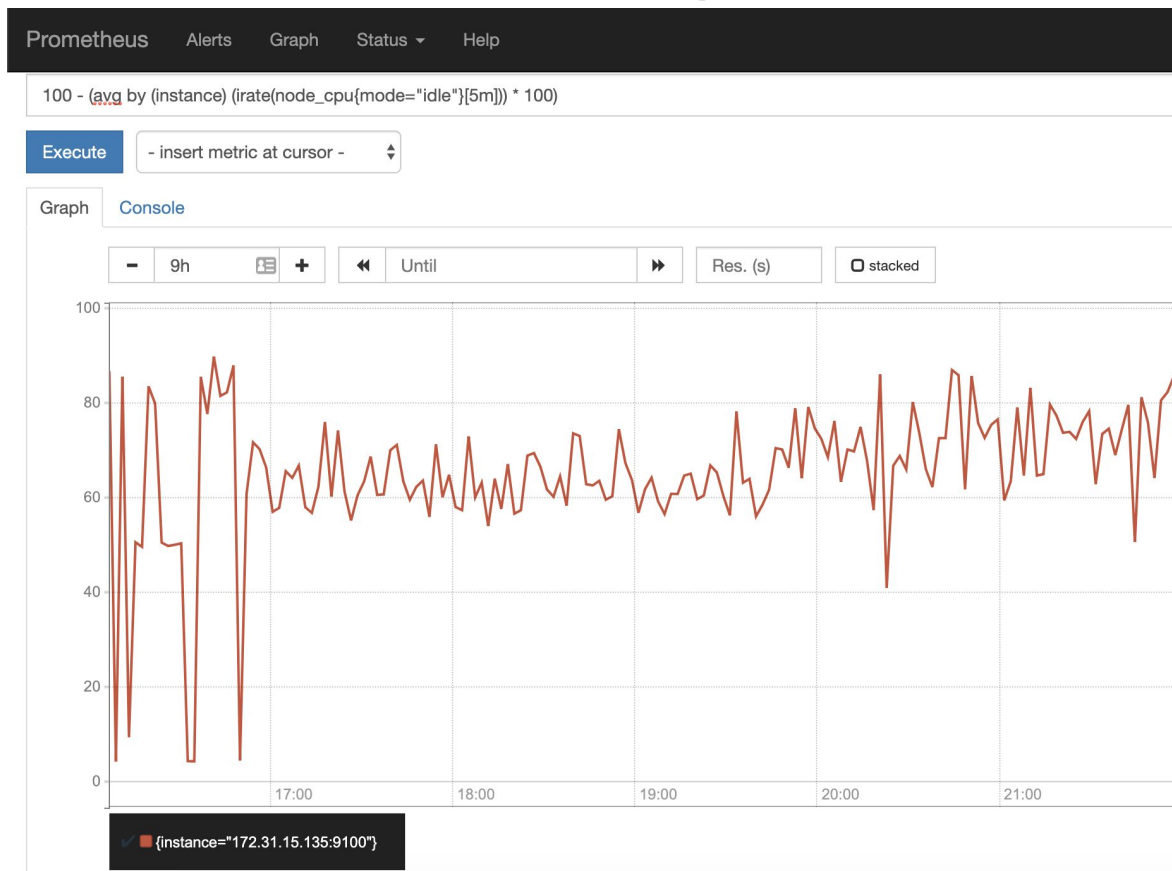 Prometheus Alerts Graph Status Help
100 - (avg by (instance) (irate(node_cpu{mode="idle"}[5m])) * 100)
Execute - insert metric at cursor -
Graph Console
9h Until Res. (s) stacked
100
80
60
40
20
0
17:00 18:00 19:00 20:00 21:00
{instance="172.31.15.135:9100"}